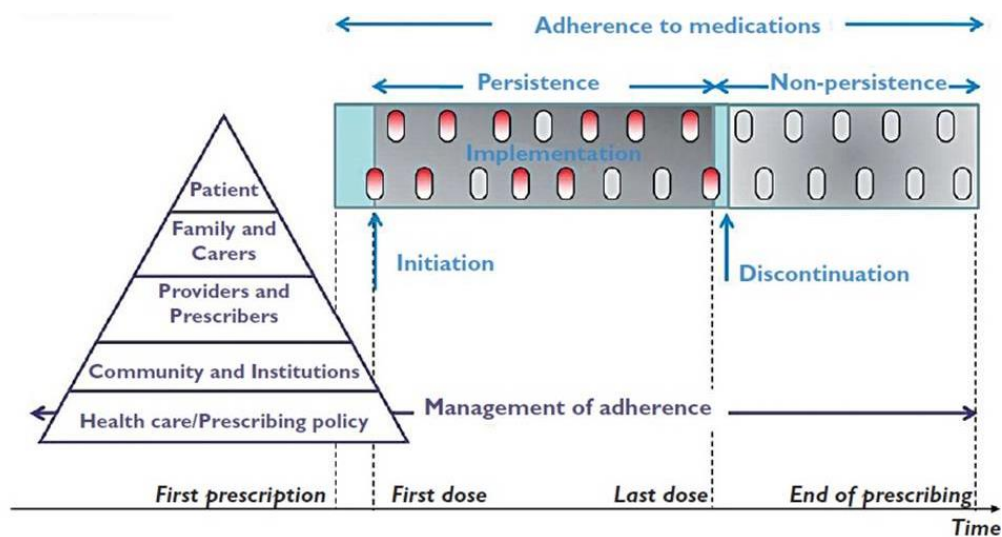 Adherence to medications
Persistence
Non-persistence
Implementation
Initiation
Discontinuation
Patient
Family and
Carers
Providers and
Prescribers
Community and Institutions
Health care/Prescribing policy
Management of adherence
First prescription
First dose
Last dose
End of prescribing
Time